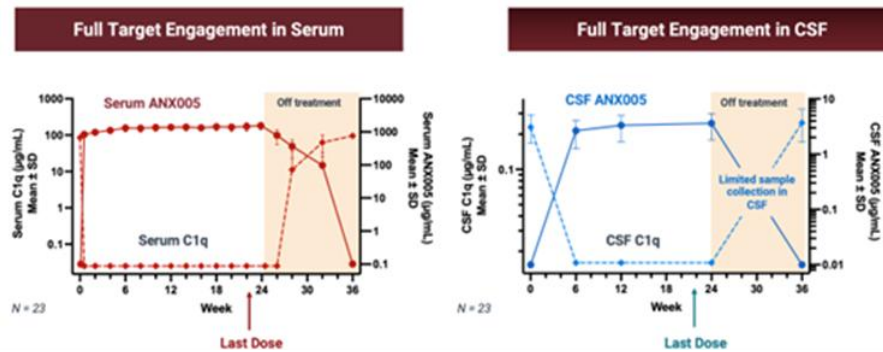 Full Target Engagement in Serum
Serum C1q (µg/mL)
Mean ± SD
1000
100
10
1
0.1
Serum ANX005
Off treatment
Serum C1q
10000
1000
100
10
1
0.1
Serum ANX005 (µg/mL)
Mean ± SD
0 6 12 18 24 30 36
N = 23
Week
Last Dose
Full Target Engagement in CSF
CSF C1q (µg/mL)
Mean ± SD
0.1
CSF ANX005
Off treatment
Limited sample
collection in
CSF
CSF C1q
10
1
0.1
0.01
CSF ANX005 (µg/mL)
Mean ± SD
0 6 12 18 24 30 36
N = 23
Week
Last Dose